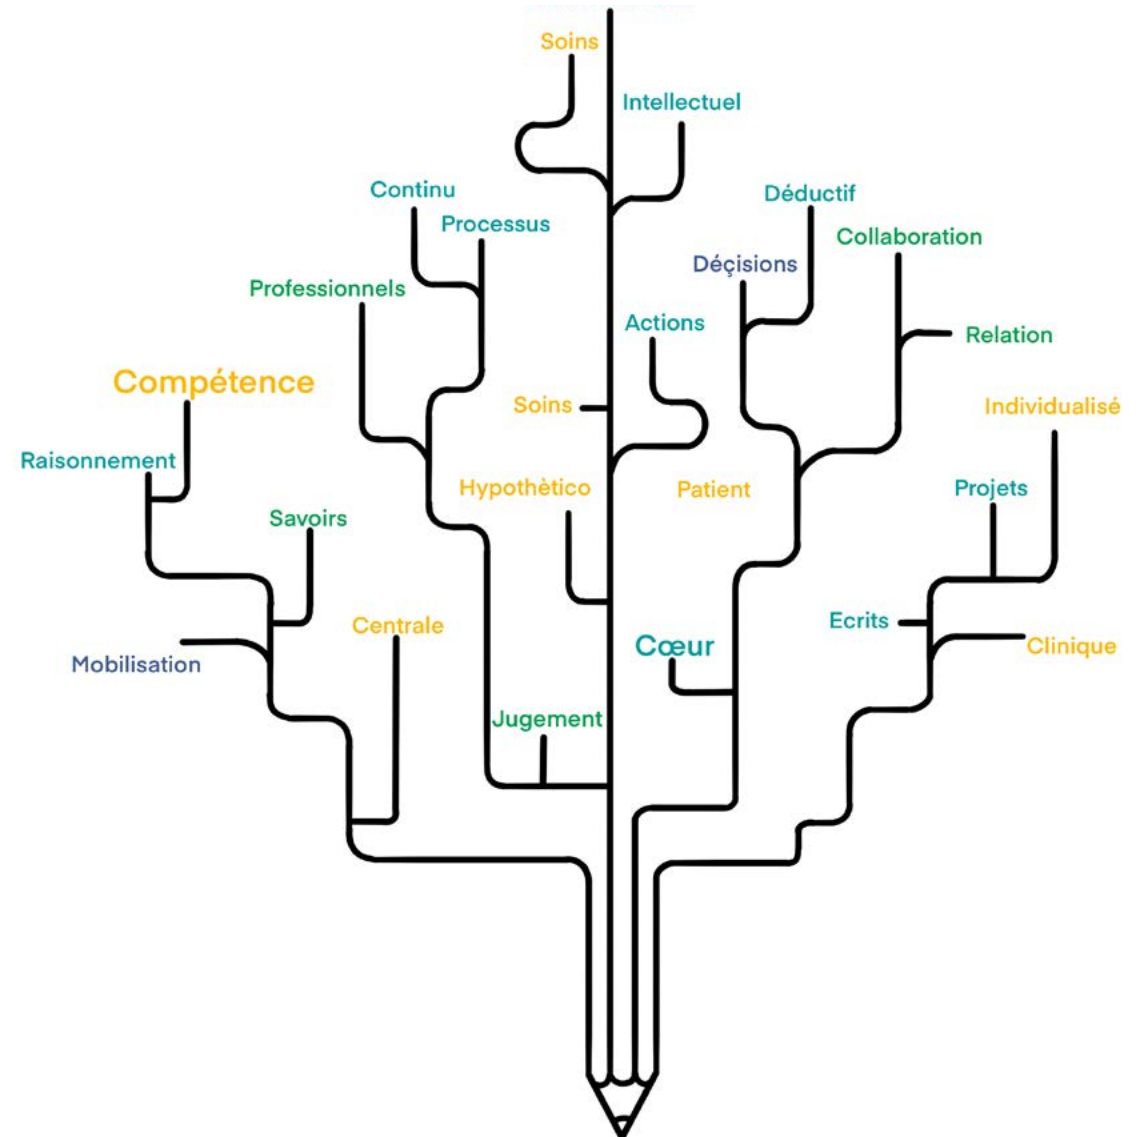 Soins
Intellectuel
Continu
Déductif
Processus
Collaboration
Déçisions
Professionnels
Actions
Relation
Compétence
Soins
Individualisé
Raisonnement
Hypothètico
Patient
Projets
Savoirs
Centrale
Ecrits
Cœur
Clinique
Mobilisation
Jugement